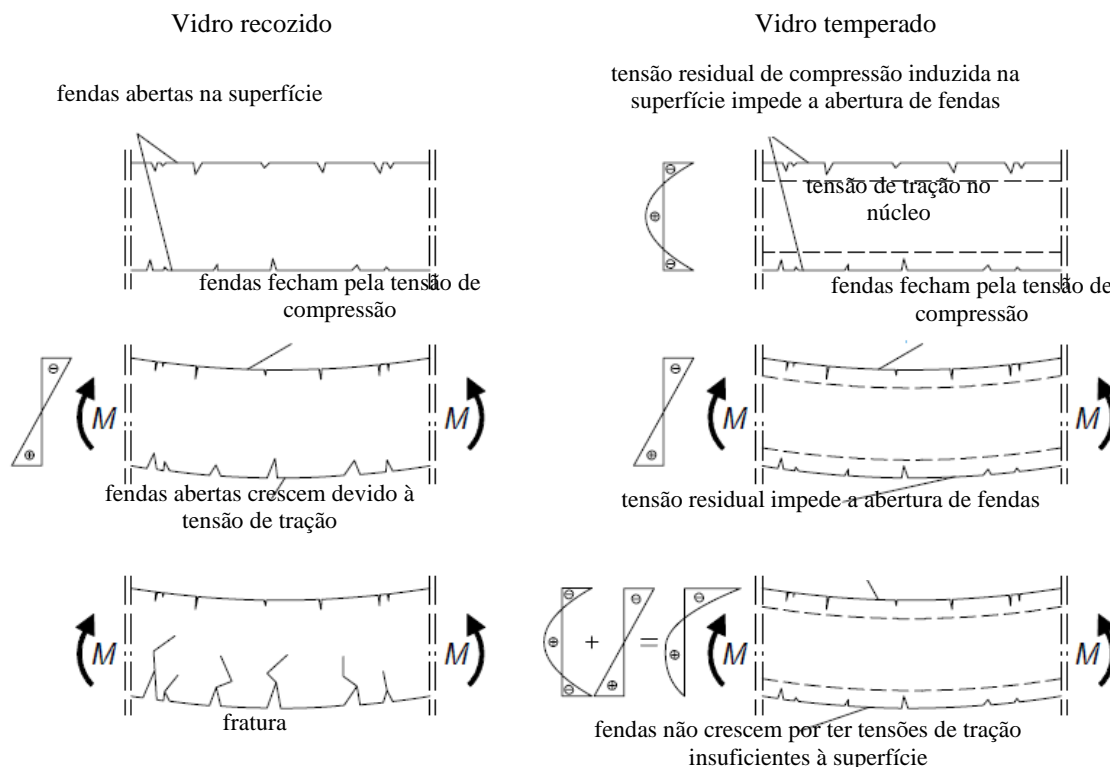 Vidro recozido
fendas abertas na superfície
fendas fecham pela tensão de
compressão
M
M
fendas abertas crescem devido à
tensão de tração
M
M
fratura
Vidro temperado
tensão residual de compressão induzida na
superfície impede a abertura de fendas
tensão de tração no
núcleo
fendas fecham pela tensão de
compressão
M
M
tensão residual impede a abertura de fendas
+
=
M
M
fendas não crescem por ter tensões de tração
insuficientes à superfície